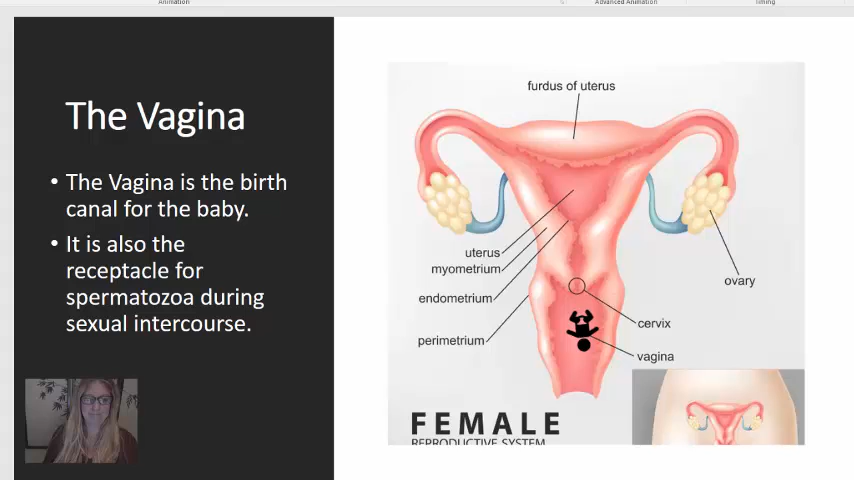 Animation
Advanced Animation
Timing
The Vagina
• The Vagina is the birth
canal for the baby.
• It is also the
receptacle for
spermatozoa during
sexual intercourse.
furdus of uterus
uterus
myometrium
endometrium
perimetrium
ovary
cervix
vagina
FEMALE
REPRODUCTIVE SYSTEM